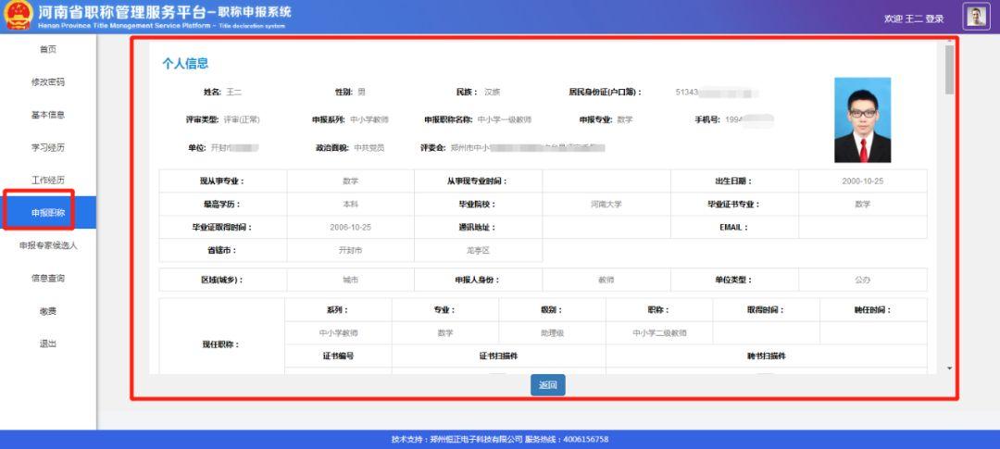 河南省职称管理服务平台-职称申报系统
Henan Province Title Management Service Platform - Title declaration system
欢迎 王二 登录
首页
修改密码
基本信息
学习经历
工作经历
申报职称
申报专家候选人
信息查询
缴费
退出
个人信息
姓名: 王二 性别: 男 民族: 汉族 居民身份证(户口簿): 51343
评审类型: 评审(正常) 申报系列: 中小学教师 申报职称名称: 中小学一级教师 申报专业: 数学 手机号: 1994
单位: 开封 政治面貌: 中共党员 评委会: 郑州市中小
现从事专业: 数学 从事现专业时间: 出生日期: 2000-10-25
最高学历: 本科 毕业院校: 河南大学 毕业证书专业: 数学
毕业证取得时间: 2006-10-25 通讯地址: EMAIL:
省辖市: 开封市 龙亭区
区域(城乡): 城市 申报人身份: 教师 单位类型: 公办
现任职称:
系列: 专业: 级别: 职称: 取得时间: 聘任时间:
中小学教师 数学 助理级 中小学二级教师
证书编号 证书扫描件 聘书扫描件
返回
技术支持:郑州恒正电子科技有限公司 服务热线:4006156758